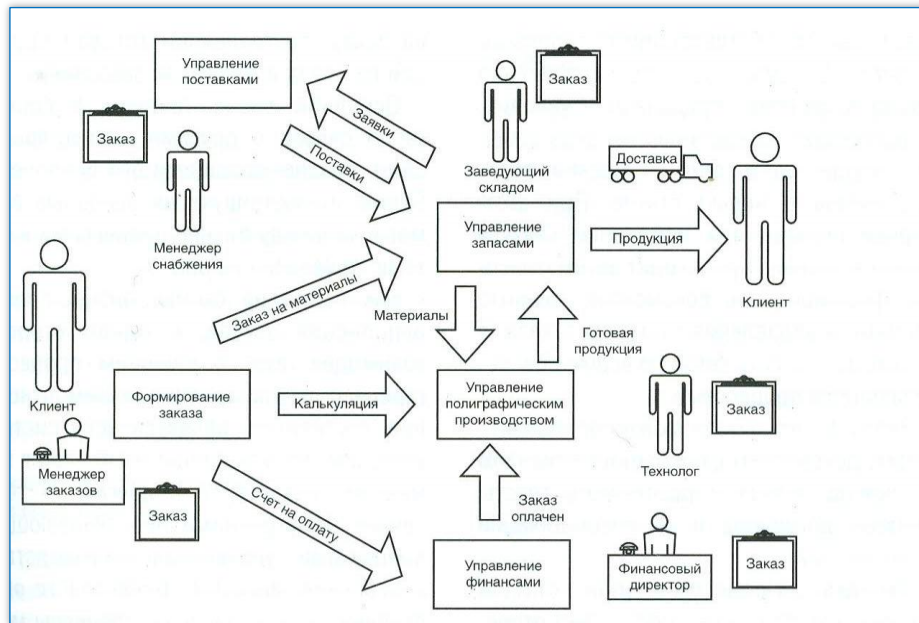 Управление
поставками
Заказ
Менеджер
снабжения
Заявки
Поставки
Заказ
Заведующий
складом
Доставка
Управление
запасами
Продукция
Клиент
Заказ на материалы
Материалы
Готовая
продукция
Клиент
Формирование
заказа
Калькуляция
Управление
полиграфическим
производством
Технолог
Заказ
Менеджер
заказов
Заказ
Счет на оплату
Заказ
оплачен
Управление
финансами
Финансовый
директор
Заказ